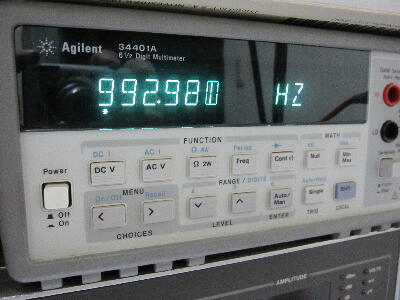 Agilent 34401A
6½ Digit Multimeter
992.980 HZ
FUNCTION
MATH
Power
DC I AC I Ω 4W Period
DC V AC V Ω 2W Freq Cont Null Min Max
MENU
RANGE / DIGITS
On/Off Recall
Auto/Hold
< > Auto/Man Single Shift
Off
On
CHOICES
LEVEL
ENTER
TRIG
LOCAL
AMPLITUDE
VOLTS